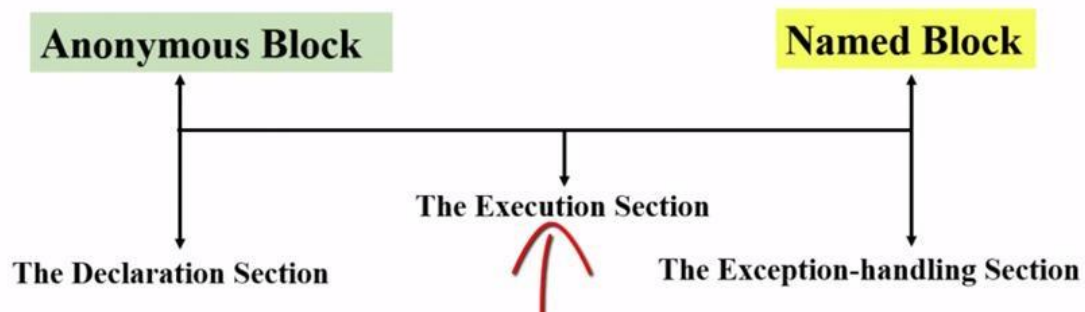 Anonymous Block
Named Block
The Execution Section
The Declaration Section
The Exception-handling Section